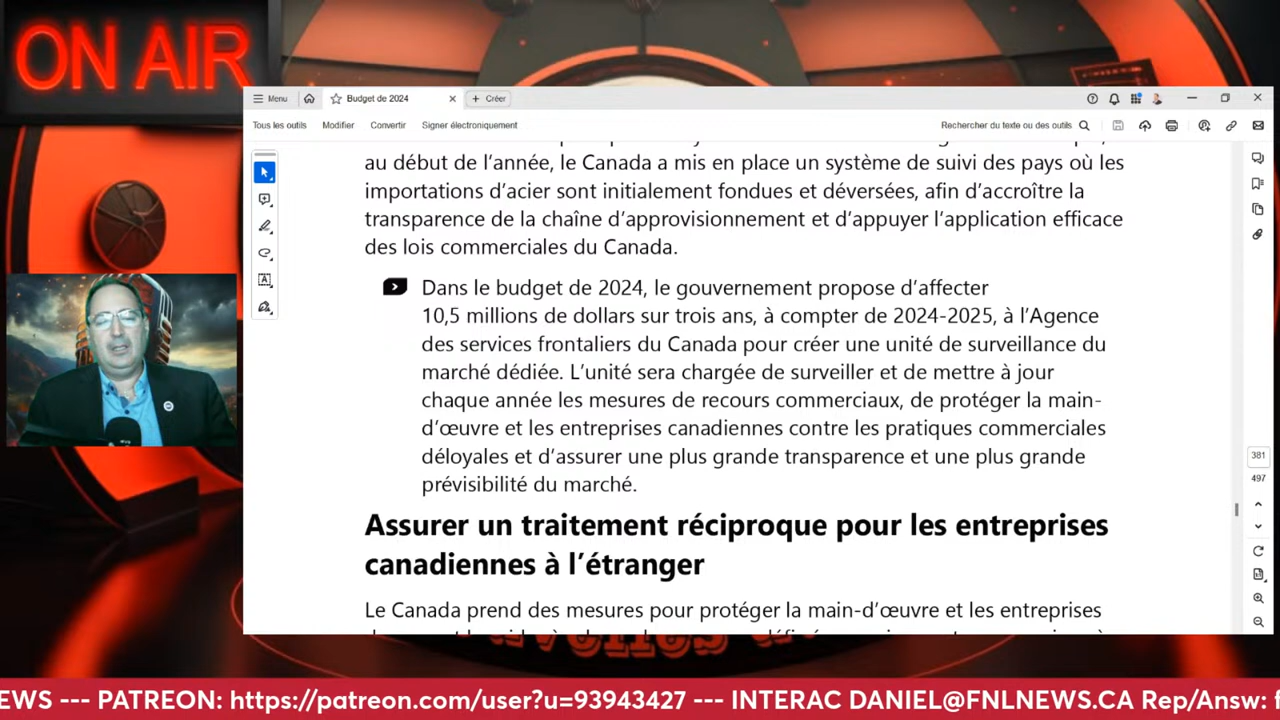 ON AIR
Menu
Budget de 2024
Créer
Tous les outils
Modifier
Convertir
Signer électroniquement
Rechercher du texte ou des outils
au début de l’année, le Canada a mis en place un système de suivi des pays où les
importations d’acier sont initialement fondues et déversées, afin d’accroître la
transparence de la chaîne d’approvisionnement et d’appuyer l’application efficace
des lois commerciales du Canada.
Dans le budget de 2024, le gouvernement propose d’affecter
10,5 millions de dollars sur trois ans, à compter de 2024-2025, à l’Agence
des services frontaliers du Canada pour créer une unité de surveillance du
marché dédiée. L’unité sera chargée de surveiller et de mettre à jour
chaque année les mesures de recours commerciaux, de protéger la main-
d’œuvre et les entreprises canadiennes contre les pratiques commerciales
déloyales et d’assurer une plus grande transparence et une plus grande
prévisibilité du marché.
Assurer un traitement réciproque pour les entreprises
canadiennes à l’étranger
Le Canada prend des mesures pour protéger la main-d’œuvre et les entreprises
381
497
EWS --- PATREON: https://patreon.com/user?u=93943427 --- INTERAC DANIEL@FNLNEWS.CA Rep/Answ: f